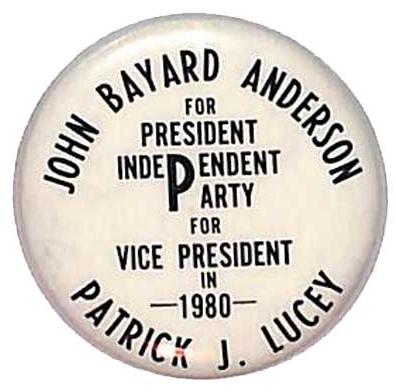 JOHN BAYARD ANDERSON
FOR
PRESIDENT
INDEPENDENT
PARTY
FOR
VICE PRESIDENT
IN
—1980—
PATRICK J. LUCEY